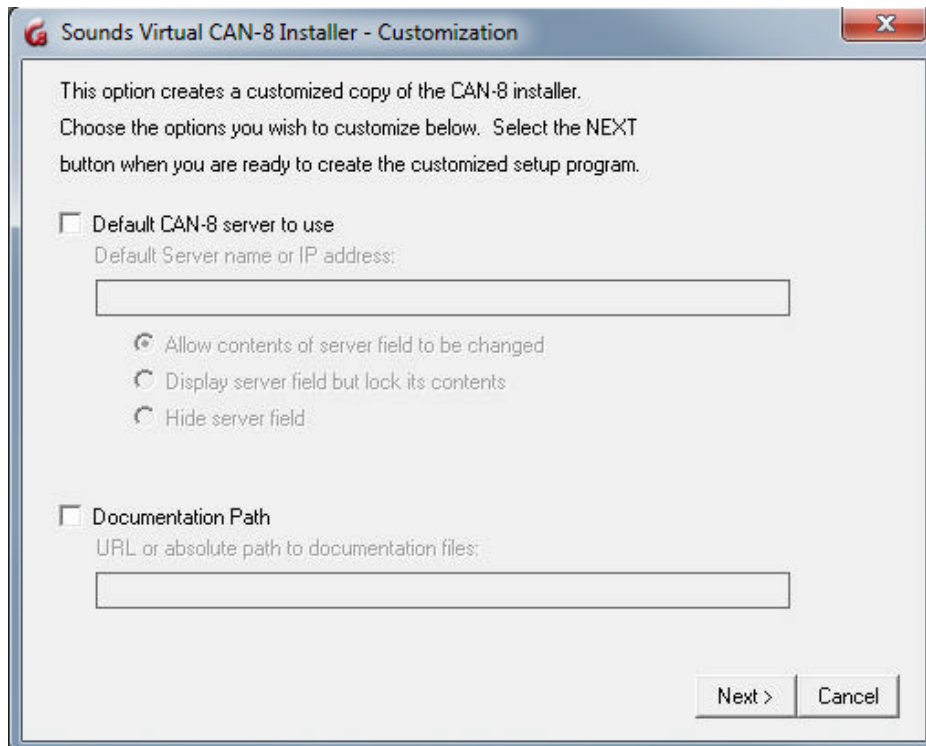 Sounds Virtual CAN-8 Installer - Customization
This option creates a customized copy of the CAN-8 installer.
Choose the options you wish to customize below. Select the NEXT
button when you are ready to create the customized setup program.
Default CAN-8 server to use
Default Server name or IP address:
Allow contents of server field to be changed
Display server field but lock its contents
Hide server field
Documentation Path
URL or absolute path to documentation files:
Next > Cancel